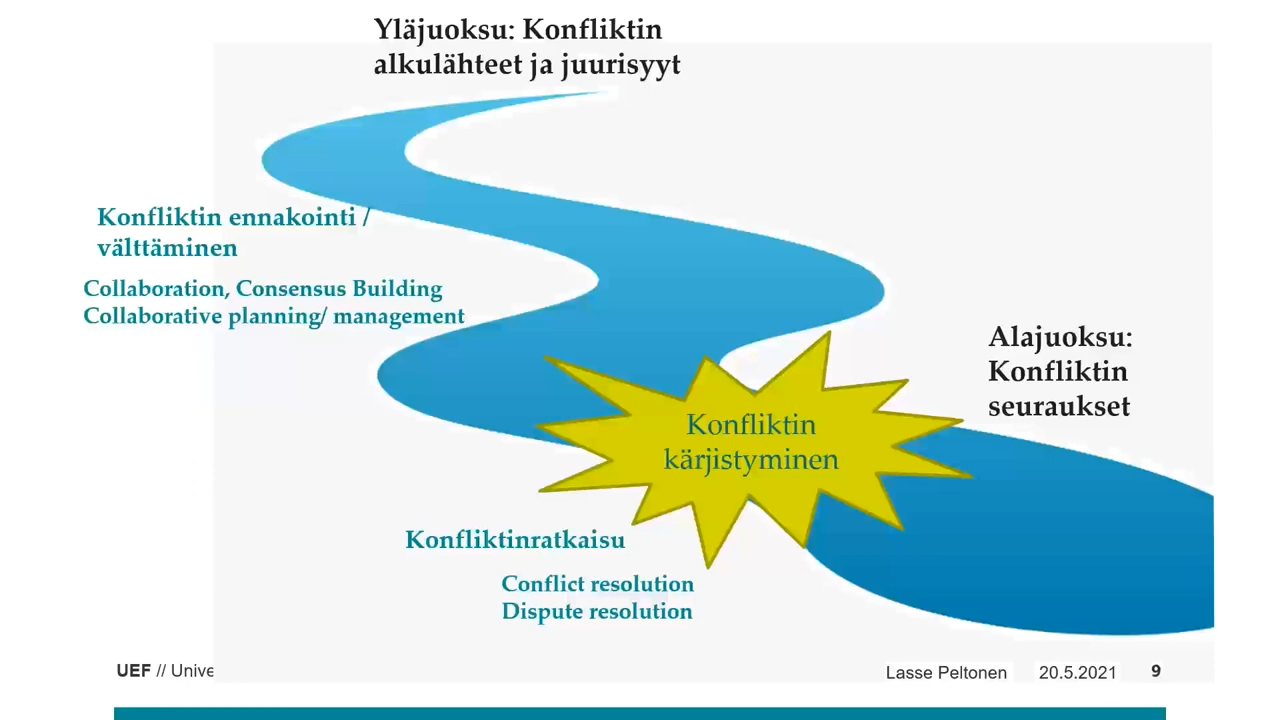 Yläjuoksu: Konfliktin
alkulähteet ja juurisyyt
Konfliktin ennakointi /
välttäminen
Collaboration, Consensus Building
Collaborative planning/ management
Alajuoksu:
Konfliktin
seuraukset
Konfliktin
kärjistyminen
Konfliktinratkaisu
Conflict resolution
Dispute resolution
UEF // Unive
Lasse Peltonen 20.5.2021 9